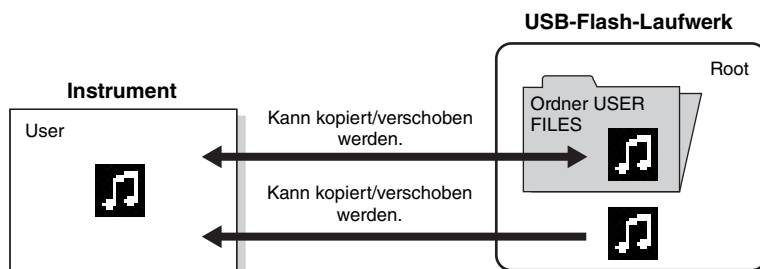 USB-Flash-Laufwerk
Root
Instrument
User
Kann kopiert/verschoben
werden.
Ordner USER
FILES
Kann kopiert/verschoben
werden.